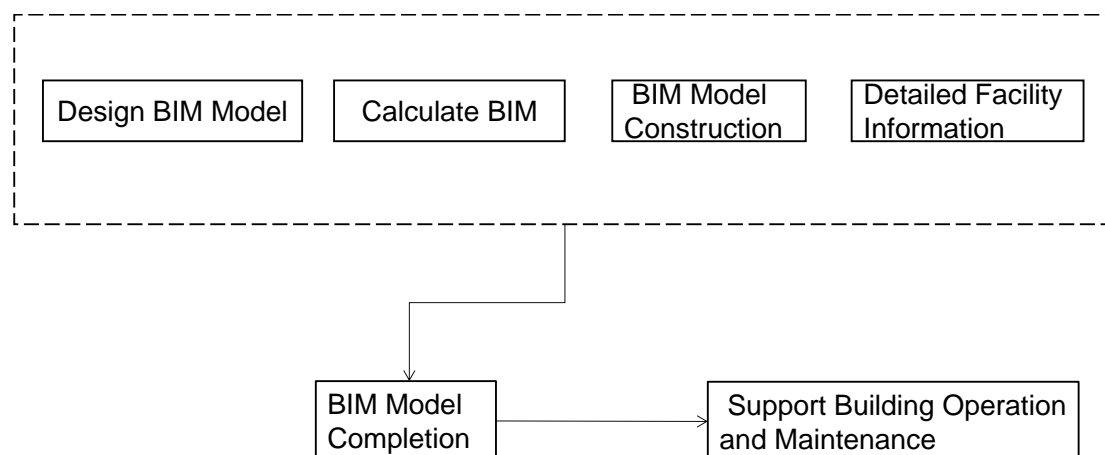 Design BIM Model
Calculate BIM
BIM Model
Construction
Detailed Facility
Information
BIM Model
Completion
Support Building Operation
and Maintenance